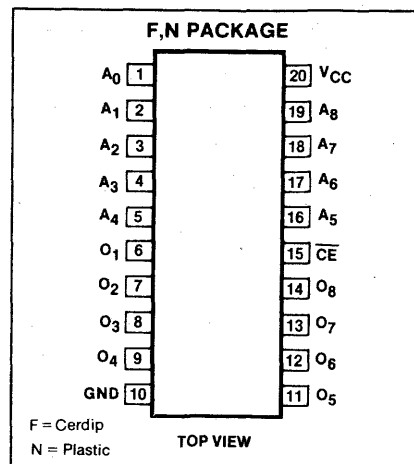 F,N PACKAGE
A0 1 20 VCC
A1 2 19 A8
A2 3 18 A7
A3 4 17 A6
A4 5 16 A5
O1 6 15 CE
O2 7 14 O8
O3 8 13 O7
O4 9 12 O6
GND 10 11 O5
F = Cerdip
N = Plastic
TOP VIEW